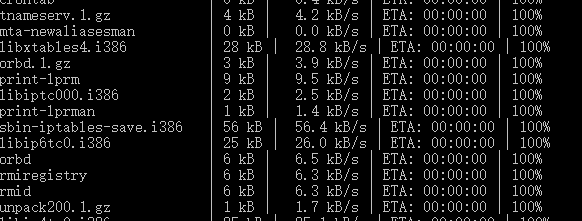 crontab | 0 kB | 0.4 kB/s | ETA: 00:00:00 | 100%
tnameserv.1.gz | 4 kB | 4.2 kB/s | ETA: 00:00:00 | 100%
mta-newaliasesman | 0 kB | 0.0 kB/s | ETA: 00:00:00 | 100%
libxtables4.i386 | 28 kB | 28.8 kB/s | ETA: 00:00:00 | 100%
orbd.1.gz | 3 kB | 3.9 kB/s | ETA: 00:00:00 | 100%
print-lprm | 9 kB | 9.5 kB/s | ETA: 00:00:00 | 100%
libiptc000.i386 | 2 kB | 2.5 kB/s | ETA: 00:00:00 | 100%
print-lprman | 1 kB | 1.4 kB/s | ETA: 00:00:00 | 100%
sbin-iptables-save.i386 | 56 kB | 56.4 kB/s | ETA: 00:00:00 | 100%
libip6tc0.i386 | 25 kB | 26.0 kB/s | ETA: 00:00:00 | 100%
orbd | 6 kB | 6.5 kB/s | ETA: 00:00:00 | 100%
rmiregistry | 6 kB | 6.3 kB/s | ETA: 00:00:00 | 100%
rmid | 6 kB | 6.3 kB/s | ETA: 00:00:00 | 100%
unpack200.1.gz | 1 kB | 1.7 kB/s | ETA: 00:00:00 | 100%